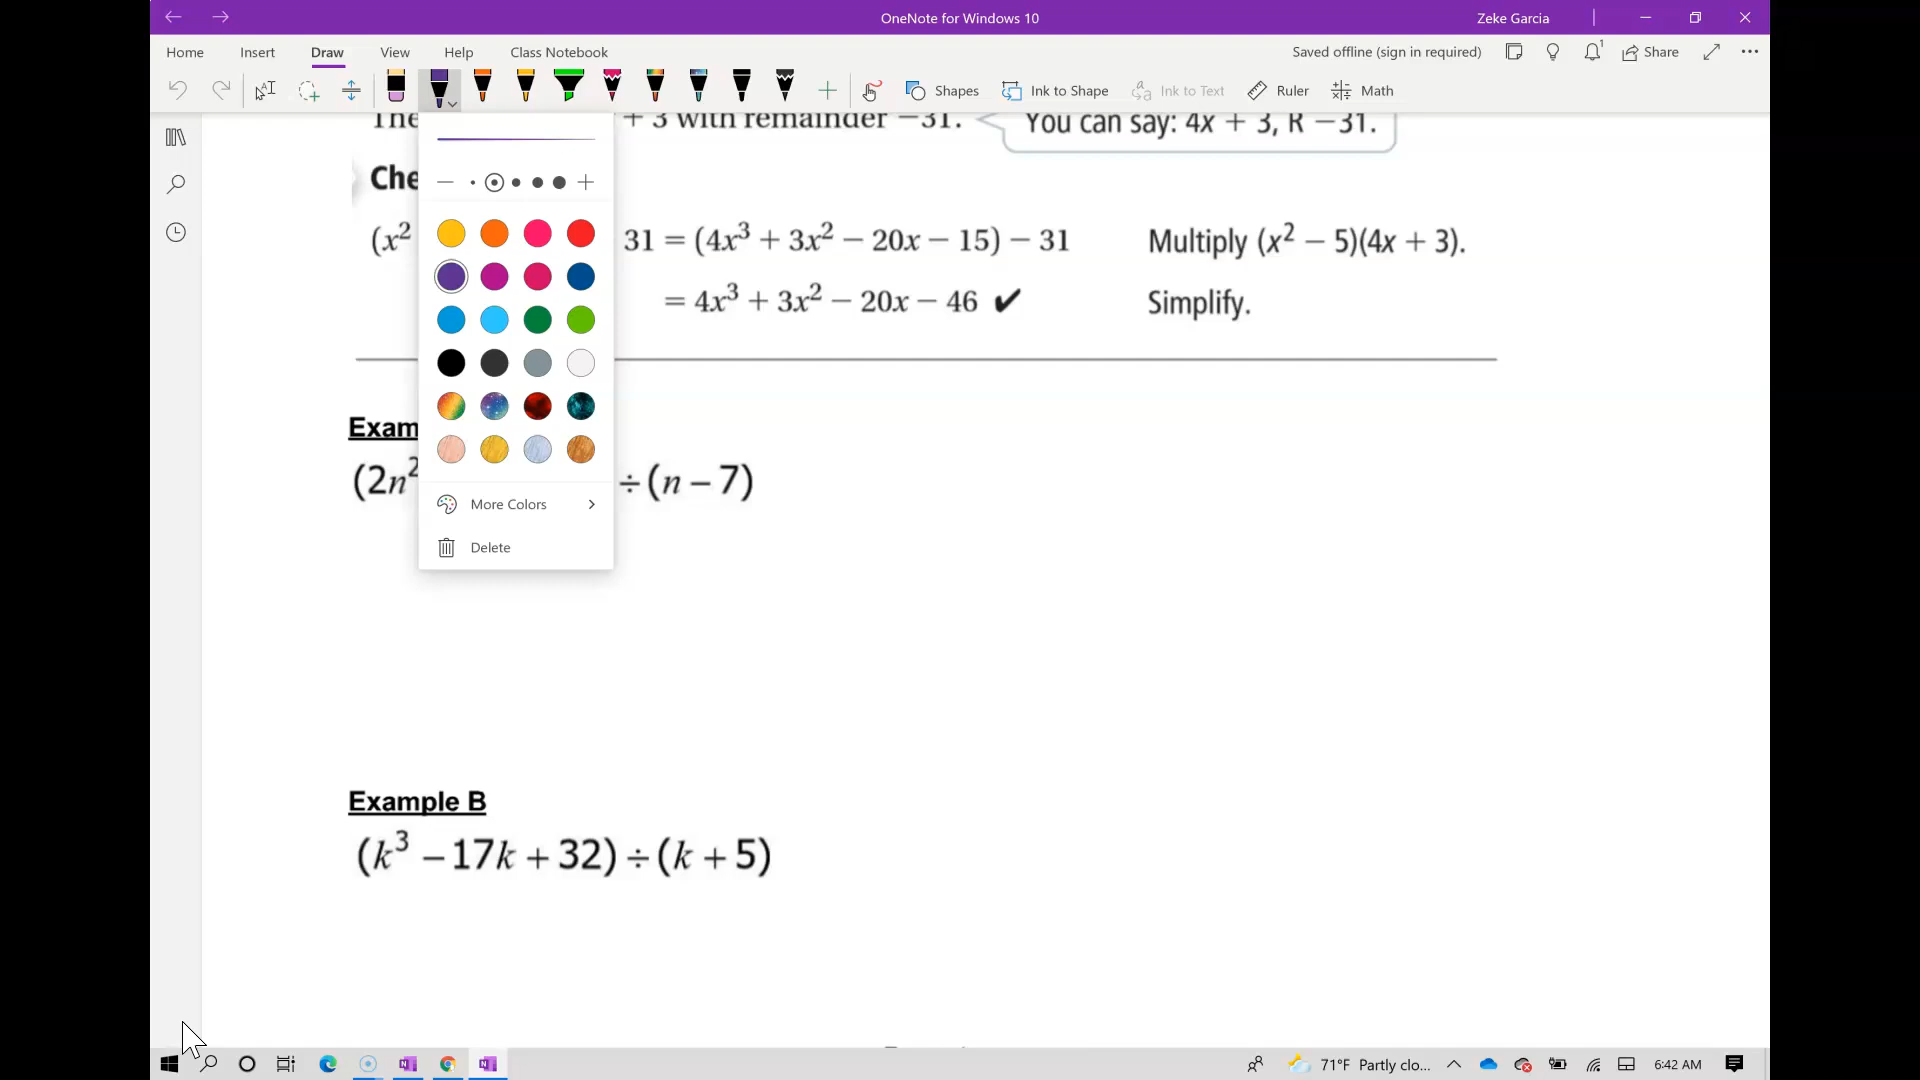 OneNote for Windows 10
Zeke Garcia
Home Insert Draw View Help Class Notebook
Saved offline (sign in required) 1 Share
Shapes Ink to Shape Ink to Text Ruler Math
The + 3 with remainder −31.
You can say: 4x + 3, R −31.
Che
(x² 31 = (4x³ + 3x² − 20x − 15) − 31 Multiply (x² − 5)(4x + 3).
= 4x³ + 3x² − 20x − 46 ✔ Simplify.
Exam
(2n² ÷ (n − 7)
More Colors
Delete
Example B
(k³ − 17k + 32) ÷ (k + 5)
71°F Partly clo... 6:42 AM